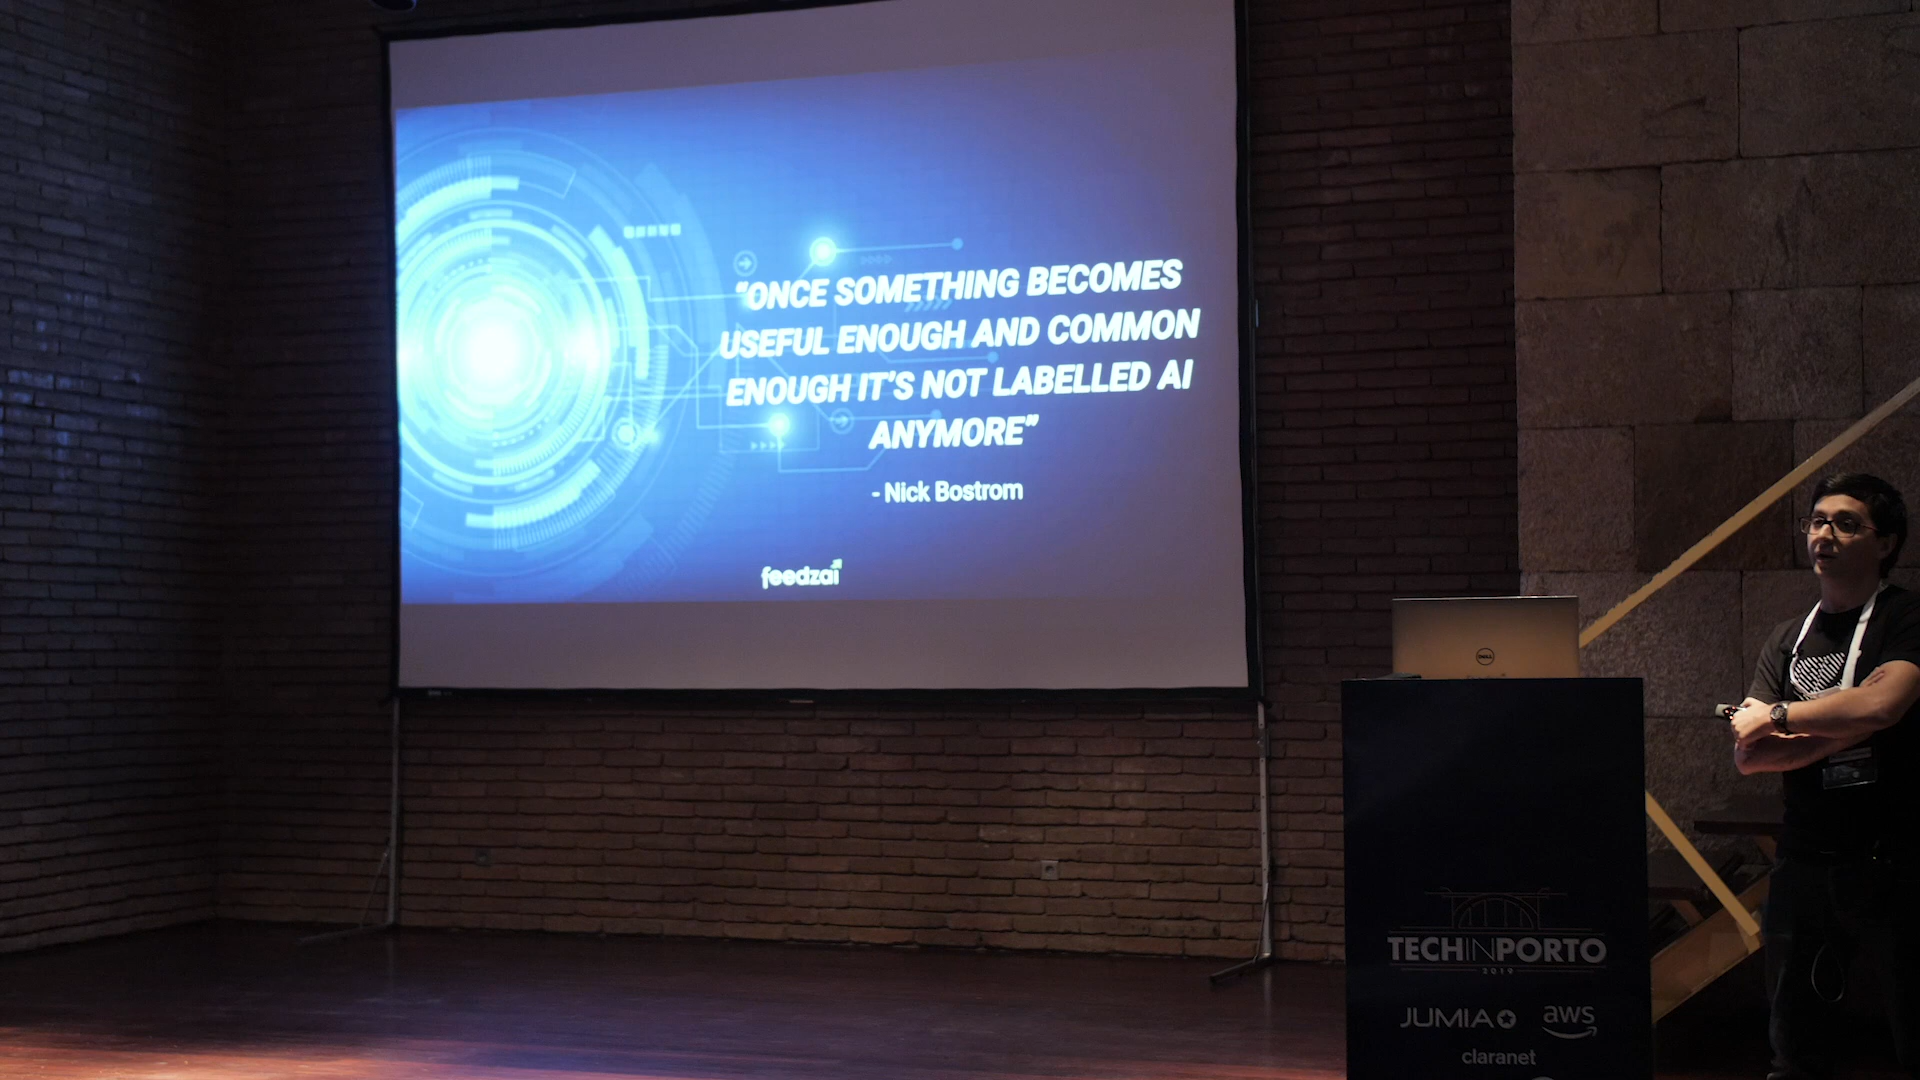 "ONCE SOMETHING BECOMES
USEFUL ENOUGH AND COMMON
ENOUGH IT'S NOT LABELLED AI
ANYMORE"
- Nick Bostrom
feedzai
DELL
TECHINPORTO
2019
JUMIA
aws
claranet